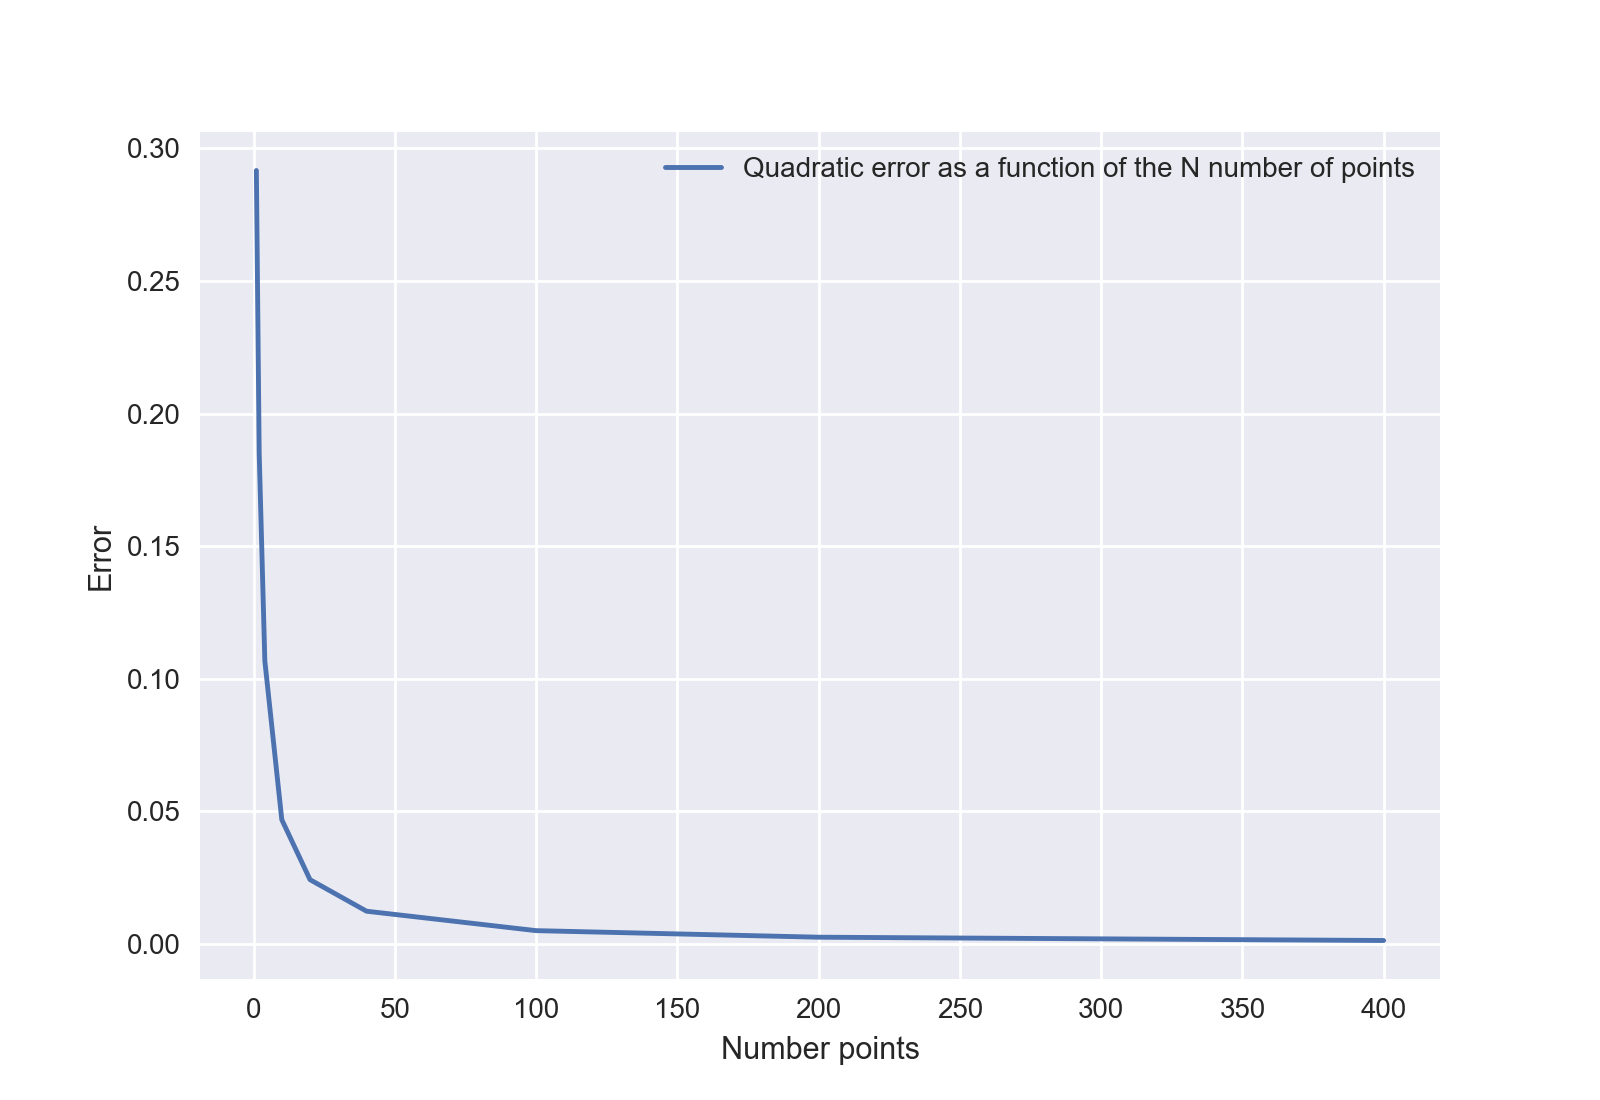 Quadratic error as a function of the N number of points
0.30
0.25
0.20
0.15
0.10
0.05
0.00
Error
0 50 100 150 200 250 300 350 400
Number points